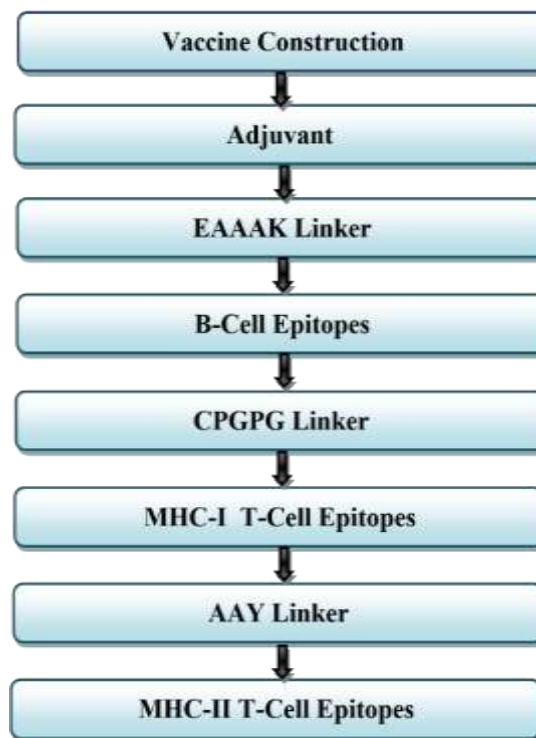 Vaccine Construction
Adjuvant
EAAAK Linker
B-Cell Epitopes
CPGPG Linker
MHC-I T-Cell Epitopes
AAY Linker
MHC-II T-Cell Epitopes